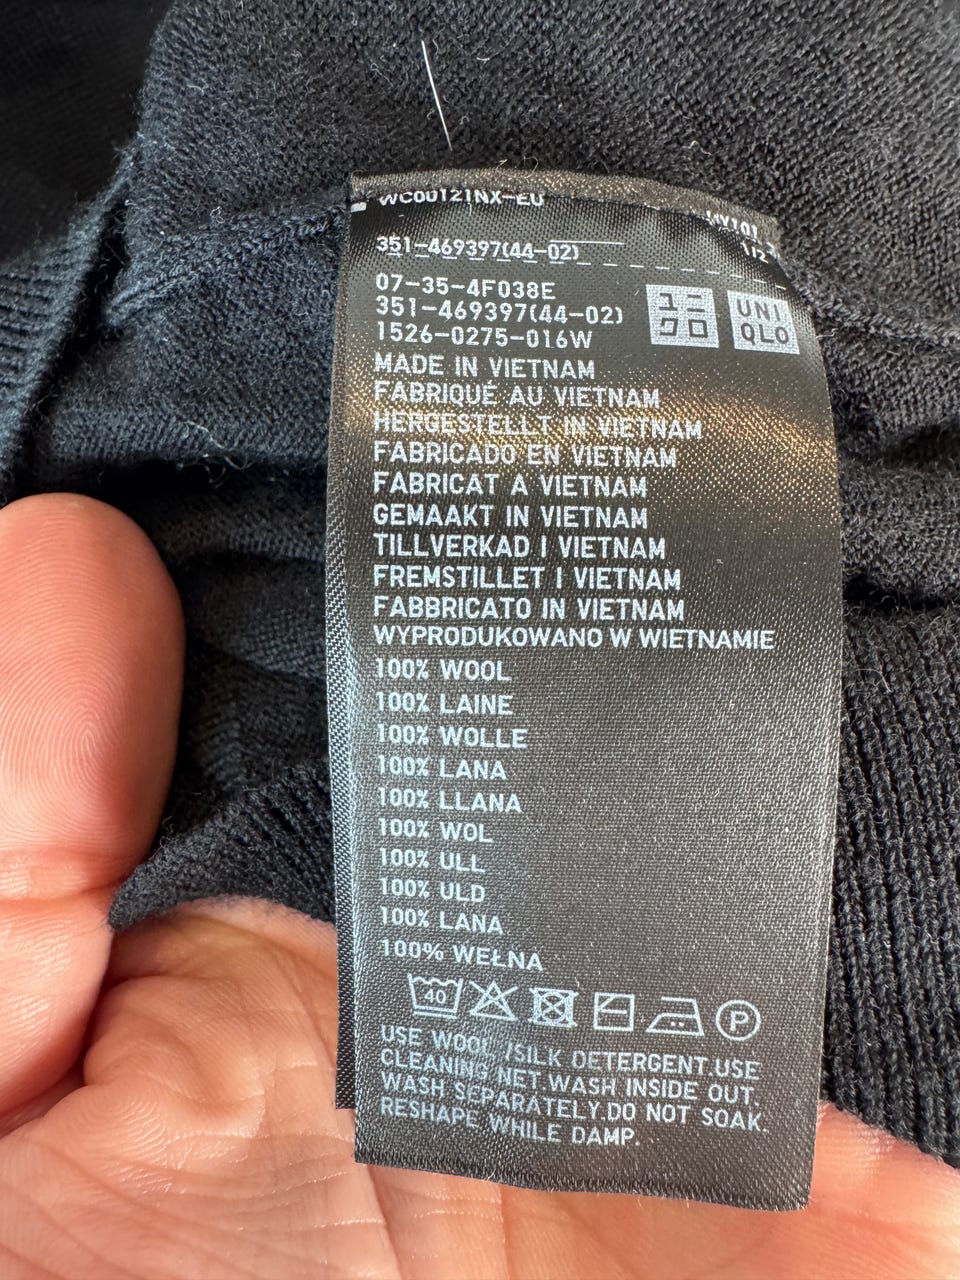 WC00121NX-EU
351-469397(44-02)
1/2
07-35-4F038E
351-469397(44-02)
1526-0275-016W
ユニ
クロ
UNI
QLO
MADE IN VIETNAM
FABRIQUÉ AU VIETNAM
HERGESTELLT IN VIETNAM
FABRICADO EN VIETNAM
FABRICAT A VIETNAM
GEMAAKT IN VIETNAM
TILLVERKAD I VIETNAM
FREMSTILLET I VIETNAM
FABBRICATO IN VIETNAM
WYPRODUKOWANO W WIETNAMIE
100% WOOL
100% LAINE
100% WOLLE
100% LANA
100% LLANA
100% WOL
100% ULL
100% ULD
100% LANA
100% WEŁNA
40 P
USE WOOL/SILK DETERGENT.USE
CLEANING NET.WASH INSIDE OUT.
WASH SEPARATELY.DO NOT SOAK.
RESHAPE WHILE DAMP.